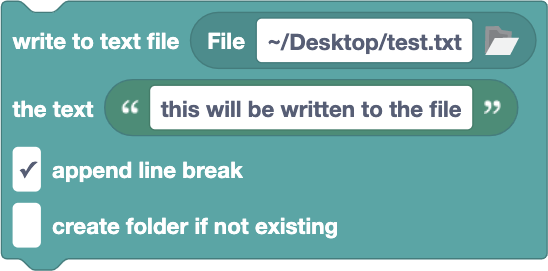 write to text file File ~/Desktop/test.txt
the text “ this will be written to the file ”
✓ append line break
create folder if not existing